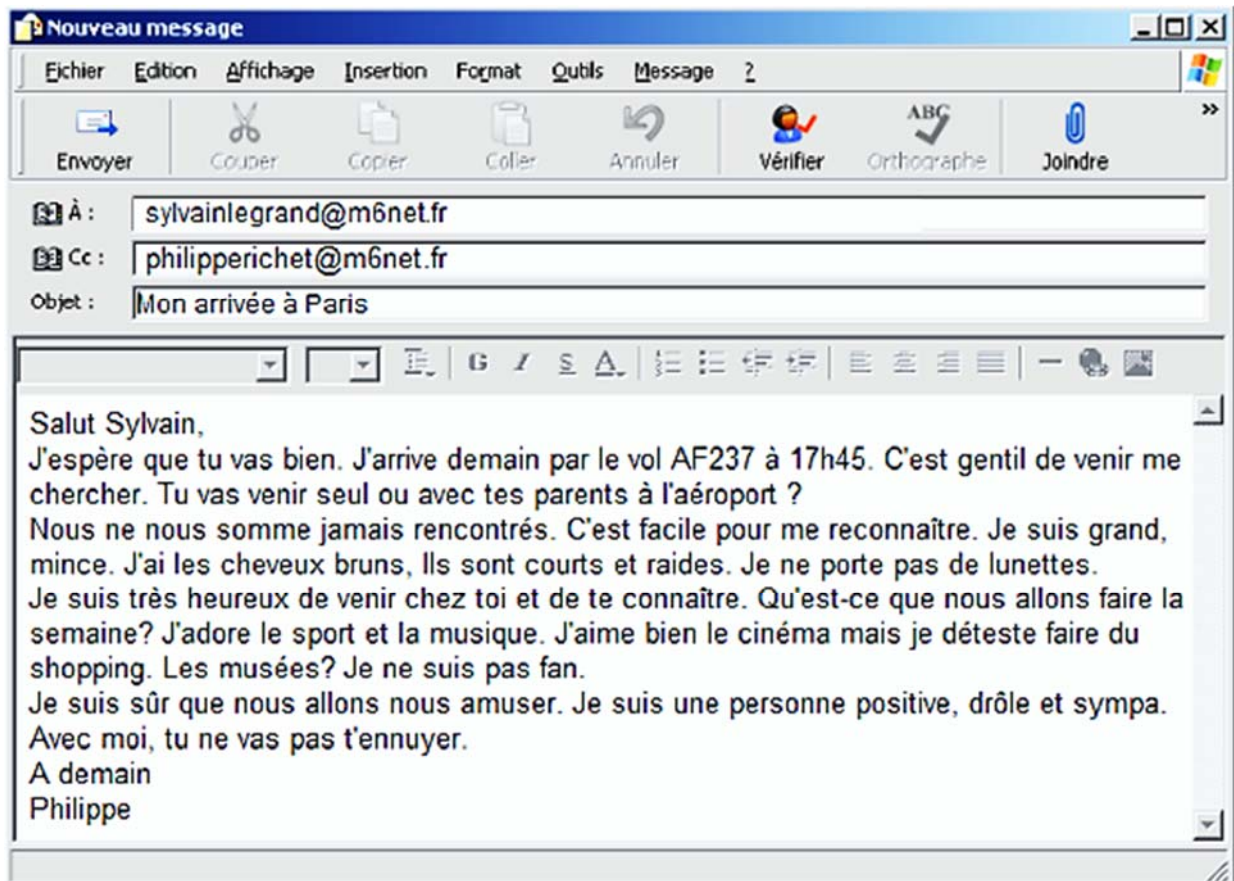 Nouveau message
Fichier Edition Affichage Insertion Format Outils Message ?
Envoyer Couper Copier Coller Annuler Vérifier Orthographe Joindre »
ABC
À : sylvainlegrand@m6net.fr
Cc : philipperichet@m6net.fr
Objet : Mon arrivée à Paris
G I S A
Salut Sylvain,
J'espère que tu vas bien. J'arrive demain par le vol AF237 à 17h45. C'est gentil de venir me
chercher. Tu vas venir seul ou avec tes parents à l'aéroport ?
Nous ne nous somme jamais rencontrés. C'est facile pour me reconnaître. Je suis grand,
mince. J'ai les cheveux bruns, Ils sont courts et raides. Je ne porte pas de lunettes.
Je suis très heureux de venir chez toi et de te connaître. Qu'est-ce que nous allons faire la
semaine? J'adore le sport et la musique. J'aime bien le cinéma mais je déteste faire du
shopping. Les musées? Je ne suis pas fan.
Je suis sûr que nous allons nous amuser. Je suis une personne positive, drôle et sympa.
Avec moi, tu ne vas pas t'ennuyer.
A demain
Philippe